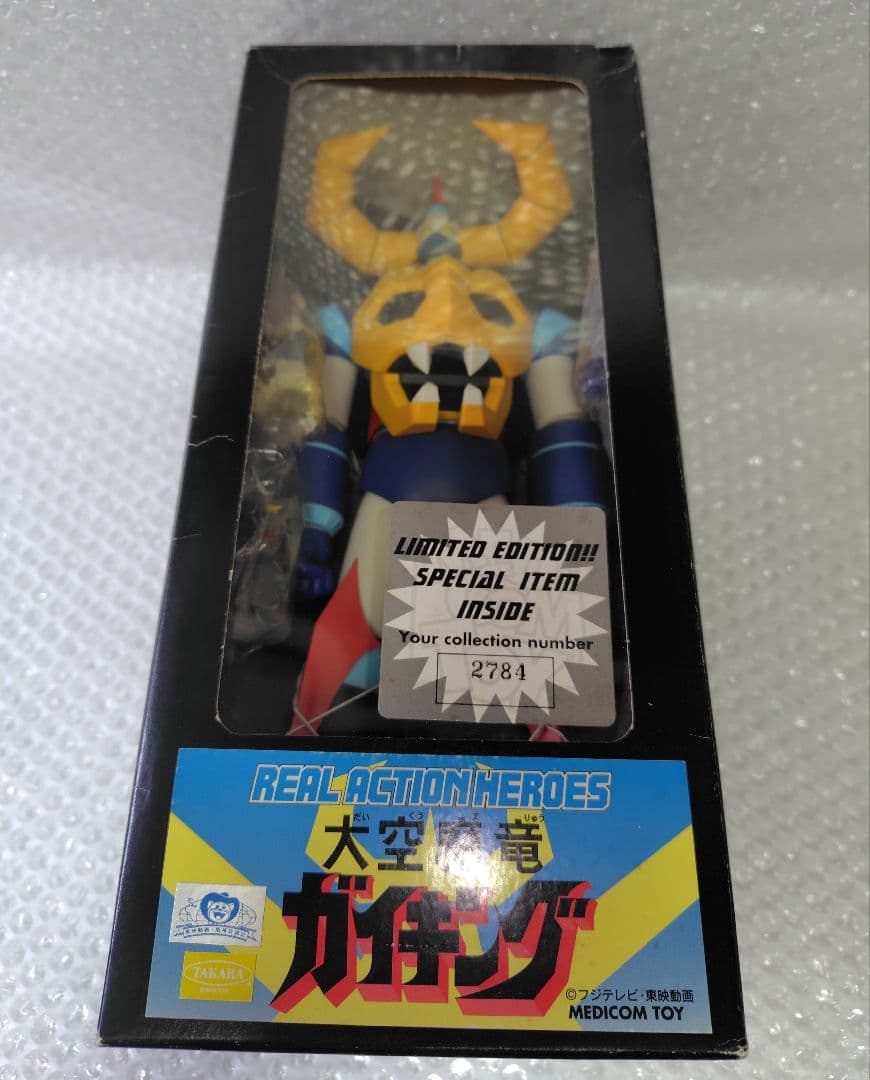 LIMITED EDITION!!
SPECIAL ITEM
INSIDE
Your collection number
2784
REAL ACTION HEROES
だい くう ま りゅう
大空魔竜
ガイキング
TAKARA
©フジテレビ・東映動画
MEDICOM TOY